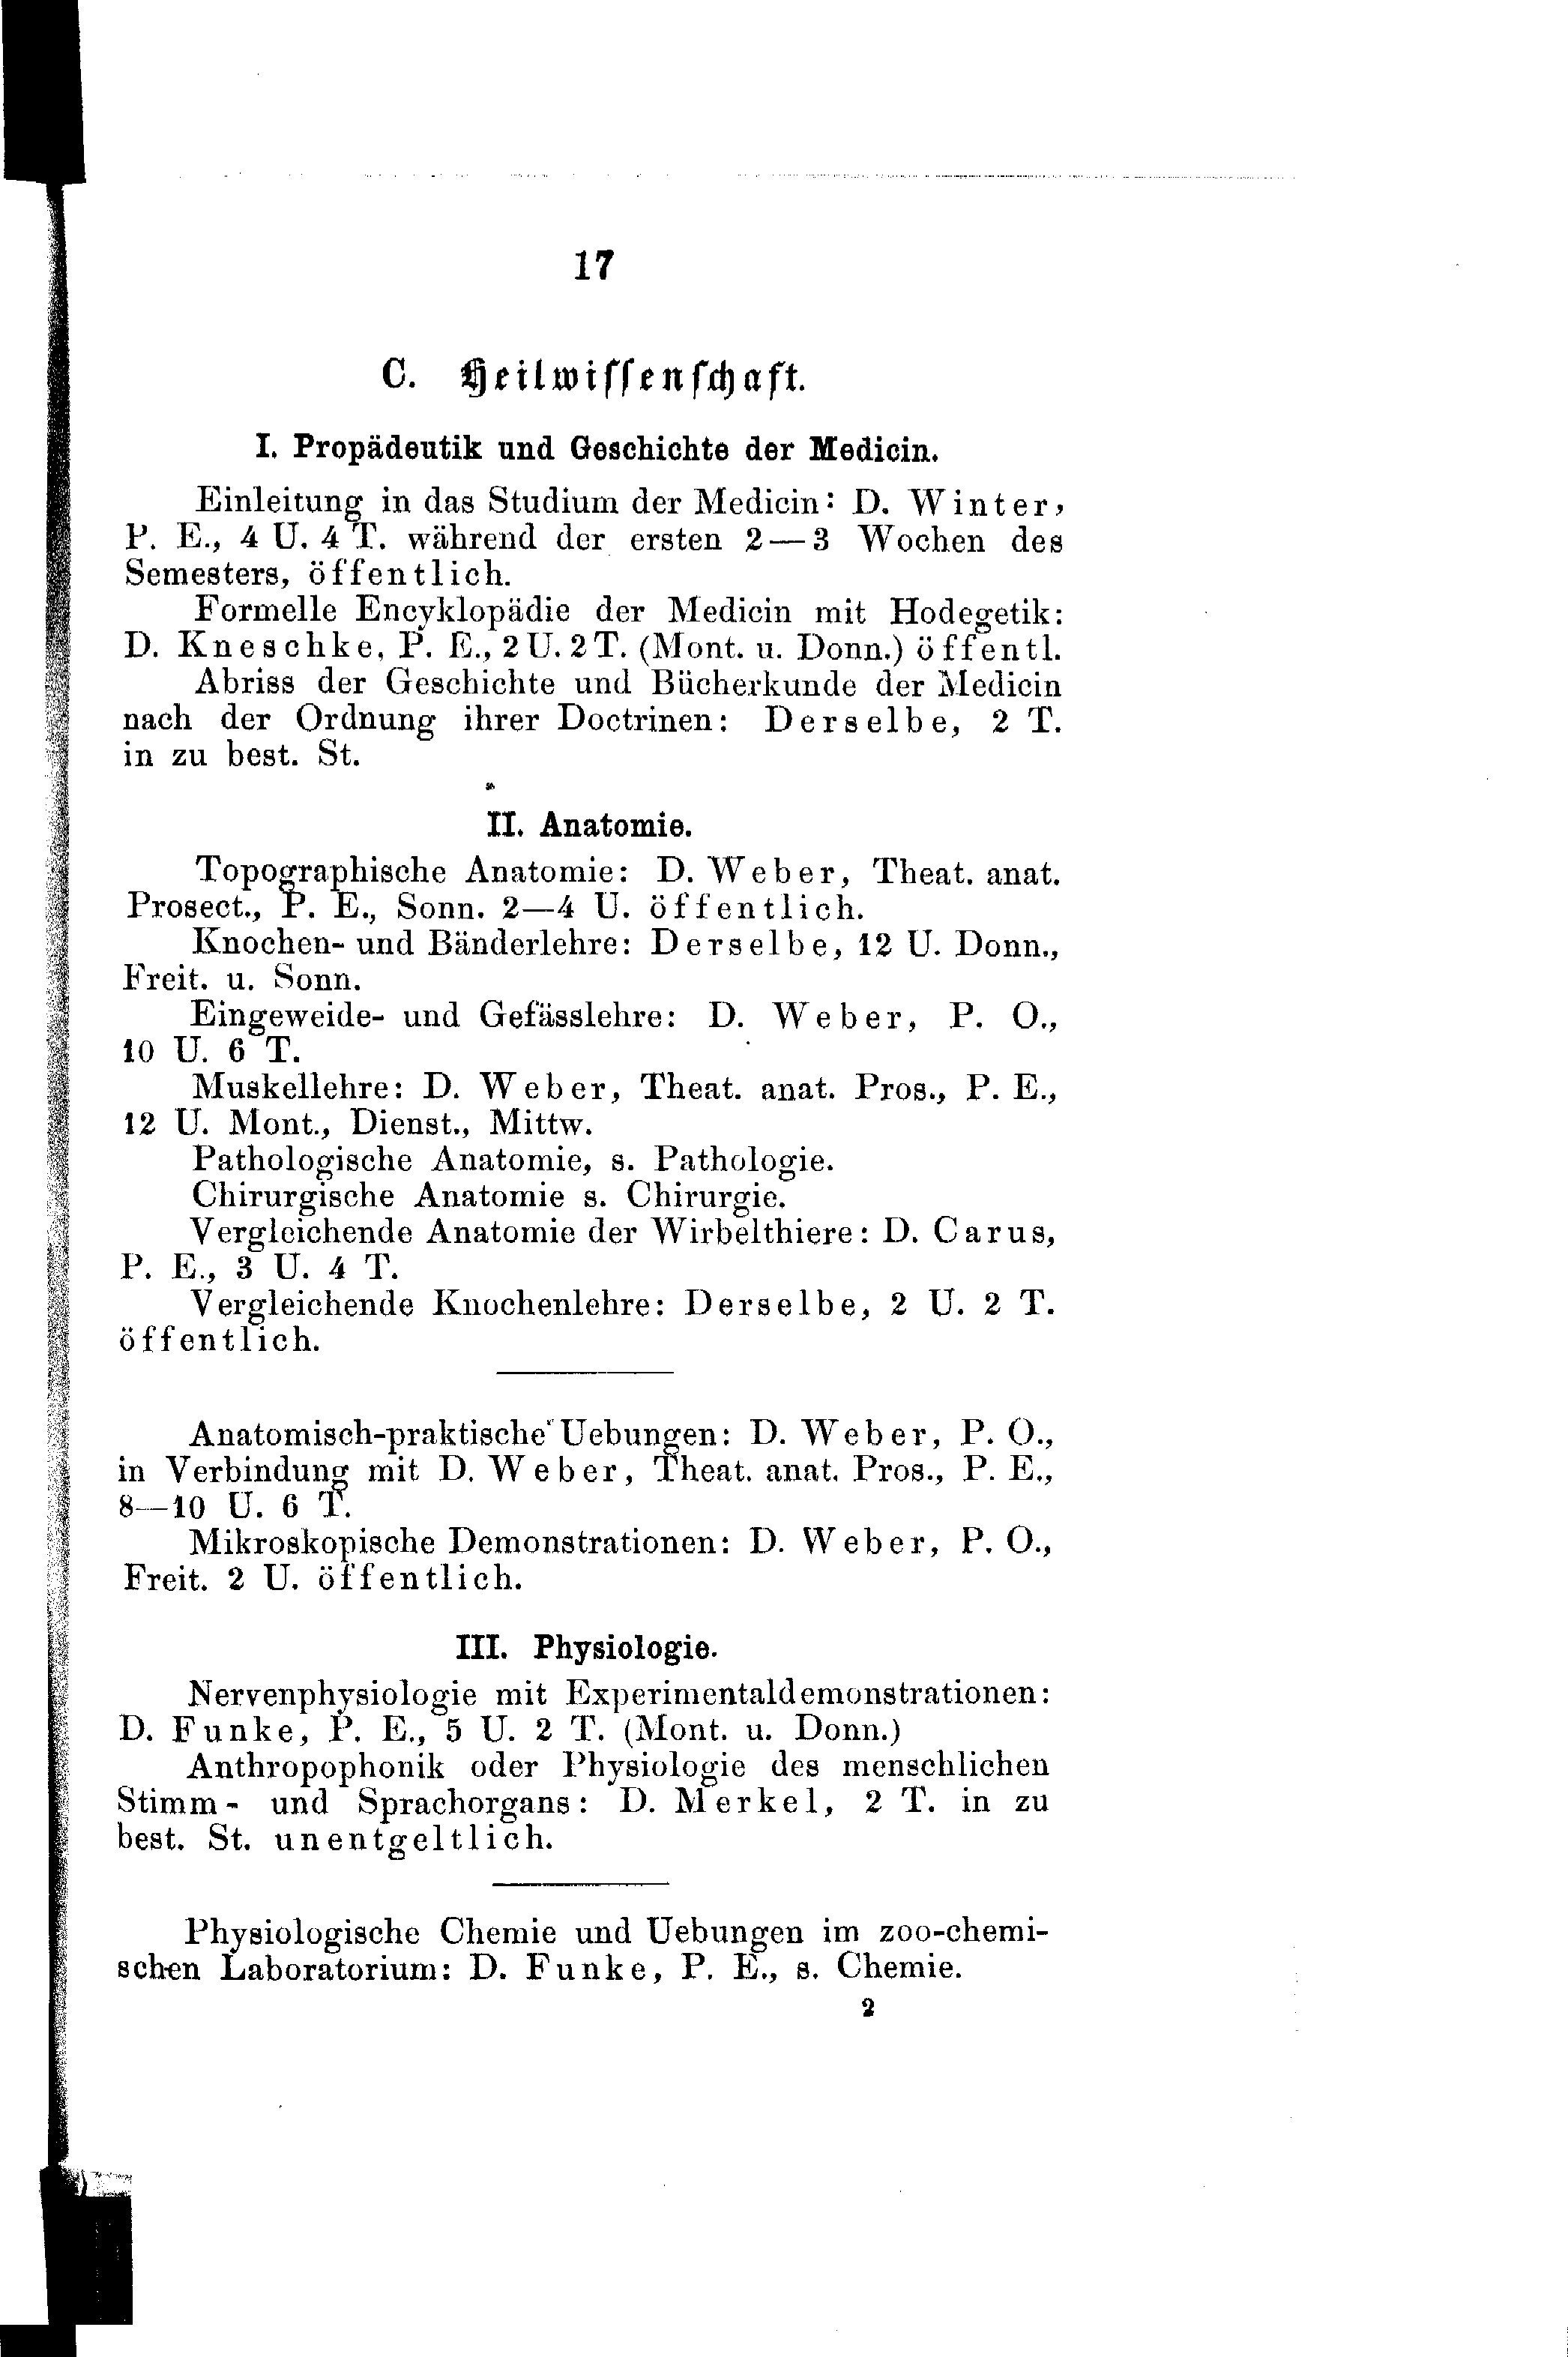 17
C. Heilwissenschaft.
I. Propädeutik und Geschichte der Medicin.
Einleitung in das Studium der Medicin: D. Winter,
P. E., 4 U. 4 T. während der ersten 2—3 Wochen des
Semesters, öffentlich.
Formelle Encyklopädie der Medicin mit Hodegetik:
D. Kneschke, P. E., 2 U. 2 T. (Mont. u. Donn.) öffentl.
Abriss der Geschichte und Bücherkunde der Medicin
nach der Ordnung ihrer Doctrinen: Derselbe, 2 T.
in zu best. St.
II. Anatomie.
Topographische Anatomie: D. Weber, Theat. anat.
Prosect., P. E., Sonn. 2—4 U. öffentlich.
Knochen- und Bänderlehre: Derselbe, 12 U. Donn.,
Freit. u. Sonn.
Eingeweide- und Gefässlehre: D. Weber, P. O.,
10 U. 6 T.
Muskellehre: D. Weber, Theat. anat. Pros., P. E.,
12 U. Mont., Dienst., Mittw.
Pathologische Anatomie, s. Pathologie.
Chirurgische Anatomie s. Chirurgie.
Vergleichende Anatomie der Wirbelthiere: D. Carus,
P. E., 3 U. 4 T.
Vergleichende Knochenlehre: Derselbe, 2 U. 2 T.
öffentlich.
Anatomisch-praktische Uebungen: D. Weber, P. O.,
in Verbindung mit D. Weber, Theat. anat. Pros., P. E.,
8—10 U. 6 T.
Mikroskopische Demonstrationen: D. Weber, P. O.,
Freit. 2 U. öffentlich.
III. Physiologie.
Nervenphysiologie mit Experimentaldemonstrationen:
D. Funke, P. E., 5 U. 2 T. (Mont. u. Donn.)
Anthropophonik oder Physiologie des menschlichen
Stimm- und Sprachorgans: D. Merkel, 2 T. in zu
best. St. unentgeltlich.
Physiologische Chemie und Uebungen im zoo-chemi-
schen Laboratorium: D. Funke, P. E., s. Chemie.
2